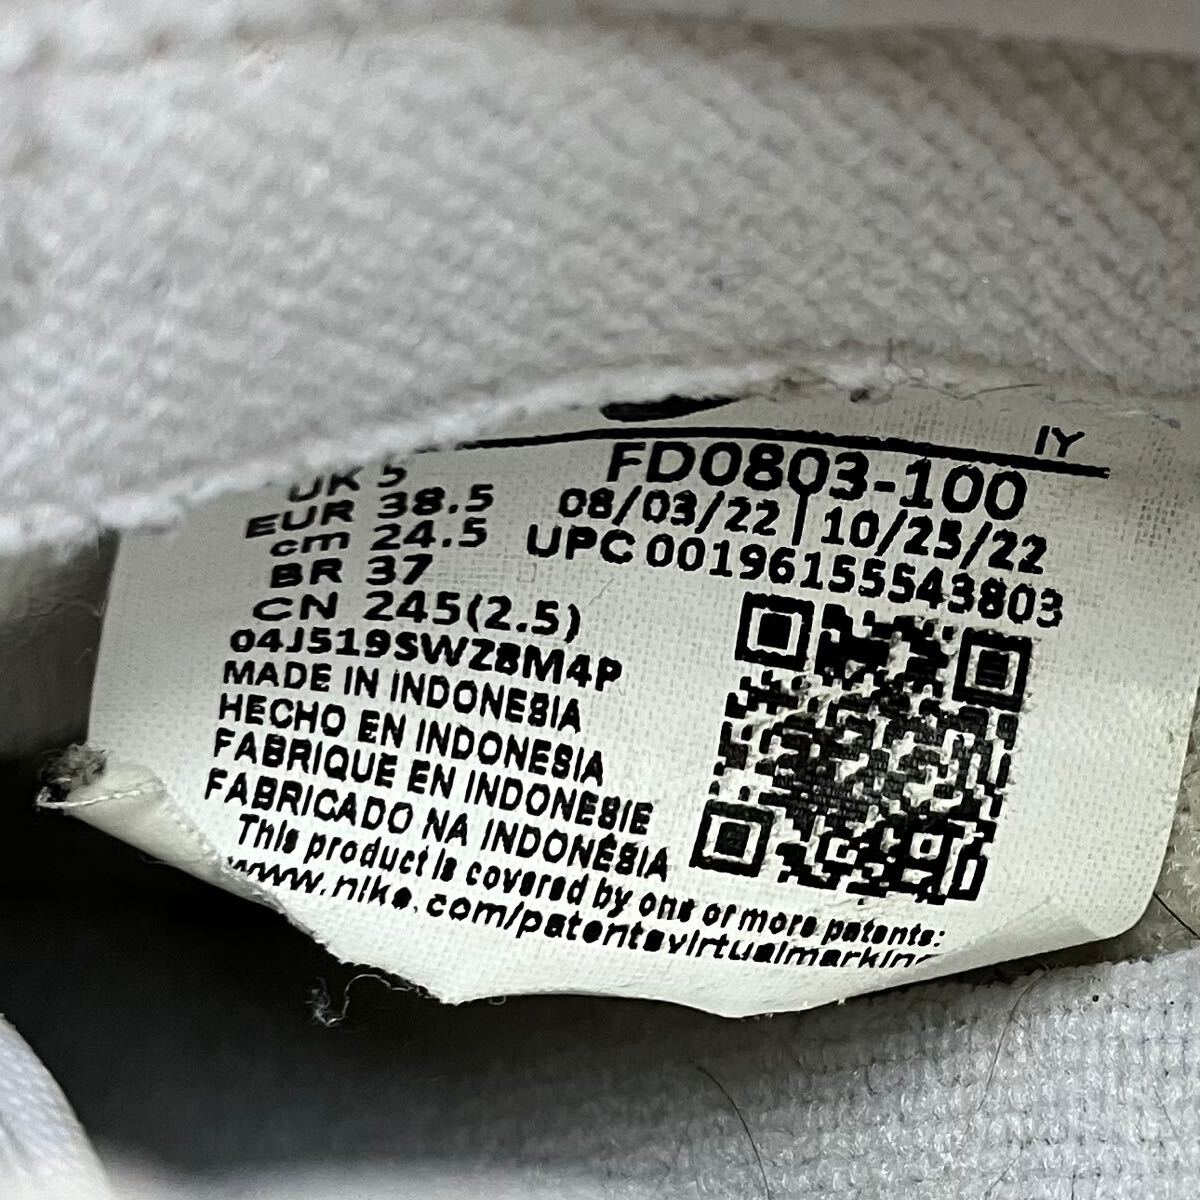 IY
UK 5
FD0803-100
EUR 38.5
08/03/22 | 10/25/22
cm 24.5
UPC 00196155543803
BR 37
CN 245(2.5)
04J519SWZ8M4P
MADE IN INDONESIA
HECHO EN INDONESIA
FABRIQUE EN INDONESIE
FABRICADO NA INDONÉSIA
This product is covered by one or more patents:
www.nike.com/patentsvirtualmarking